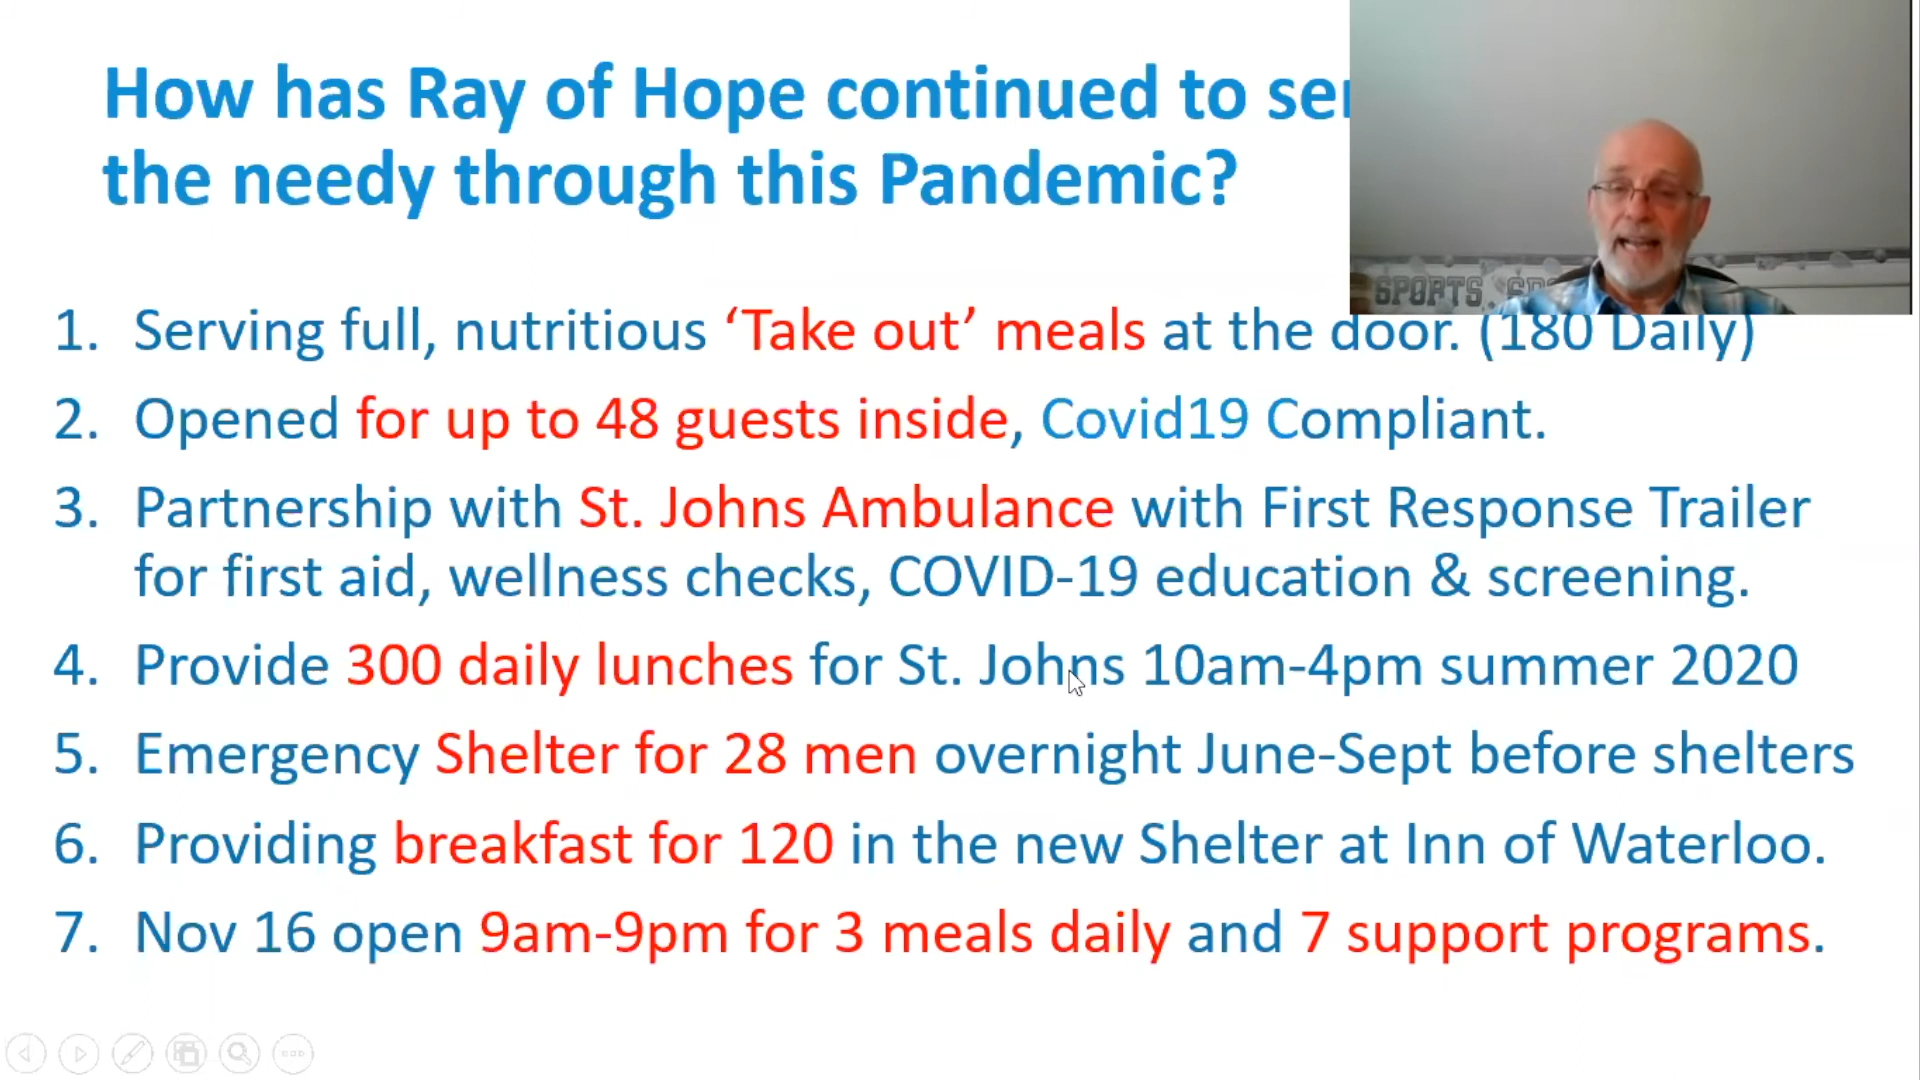 How has Ray of Hope continued to
the needy through this Pandemic?
SPORTS
1. Serving full, nutritious ‘Take out’ meals at the door. (180 Daily)
2. Opened for up to 48 guests inside, Covid19 Compliant.
3. Partnership with St. Johns Ambulance with First Response Trailer
for first aid, wellness checks, COVID-19 education & screening.
4. Provide 300 daily lunches for St. Johns 10am-4pm summer 2020
5. Emergency Shelter for 28 men overnight June-Sept before shelters
6. Providing breakfast for 120 in the new Shelter at Inn of Waterloo.
7. Nov 16 open 9am-9pm for 3 meals daily and 7 support programs.